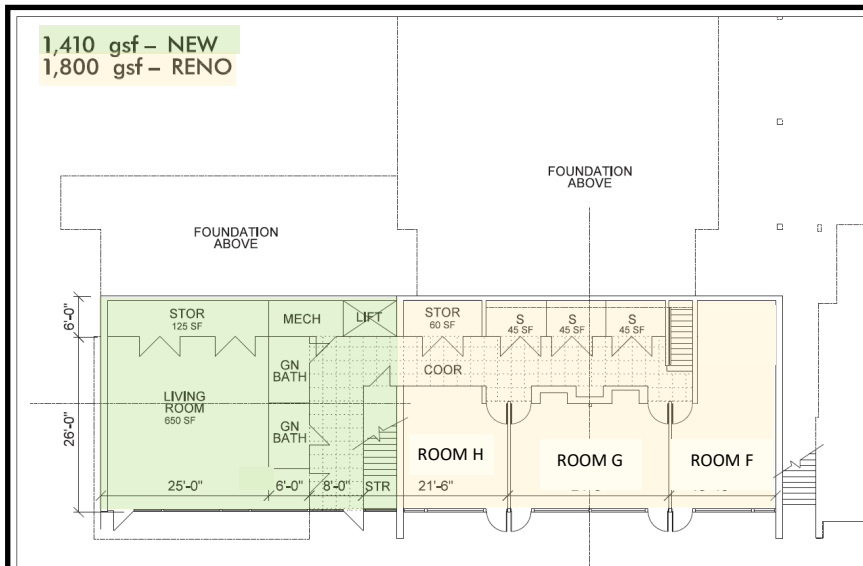 1,410 gsf – NEW
1,800 gsf – RENO
FOUNDATION
ABOVE
FOUNDATION
ABOVE
6'-0"
STOR
125 SF
MECH
LIFT
STOR
60 SF
S
45 SF
S
45 SF
S
45 SF
GN
BATH
COOR
LIVING
ROOM
650 SF
26'-0"
GN
BATH
ROOM H
ROOM G
ROOM F
25'-0"
6'-0"
8'-0"
STR
21'-6"